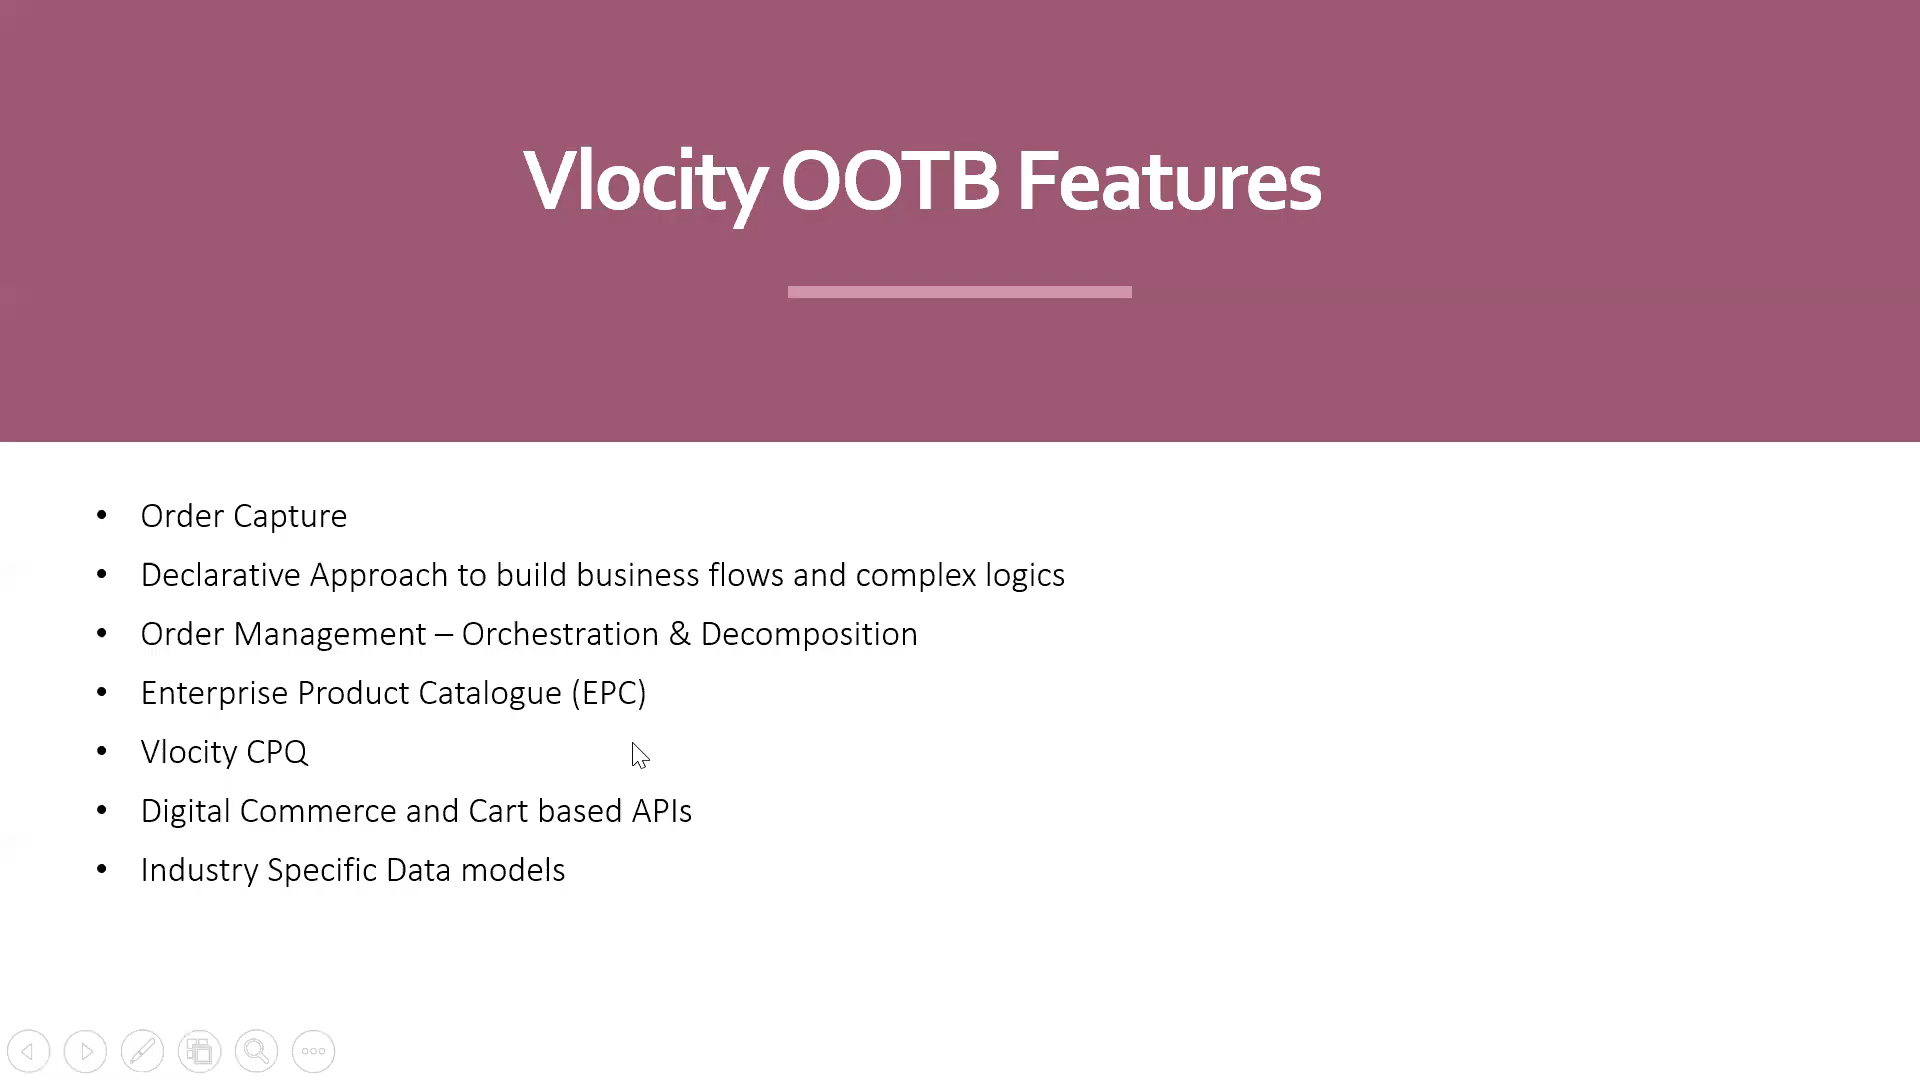 Vlocity OOTB Features
• Order Capture
• Declarative Approach to build business flows and complex logics
• Order Management – Orchestration & Decomposition
• Enterprise Product Catalogue (EPC)
• Vlocity CPQ
• Digital Commerce and Cart based APIs
• Industry Specific Data models